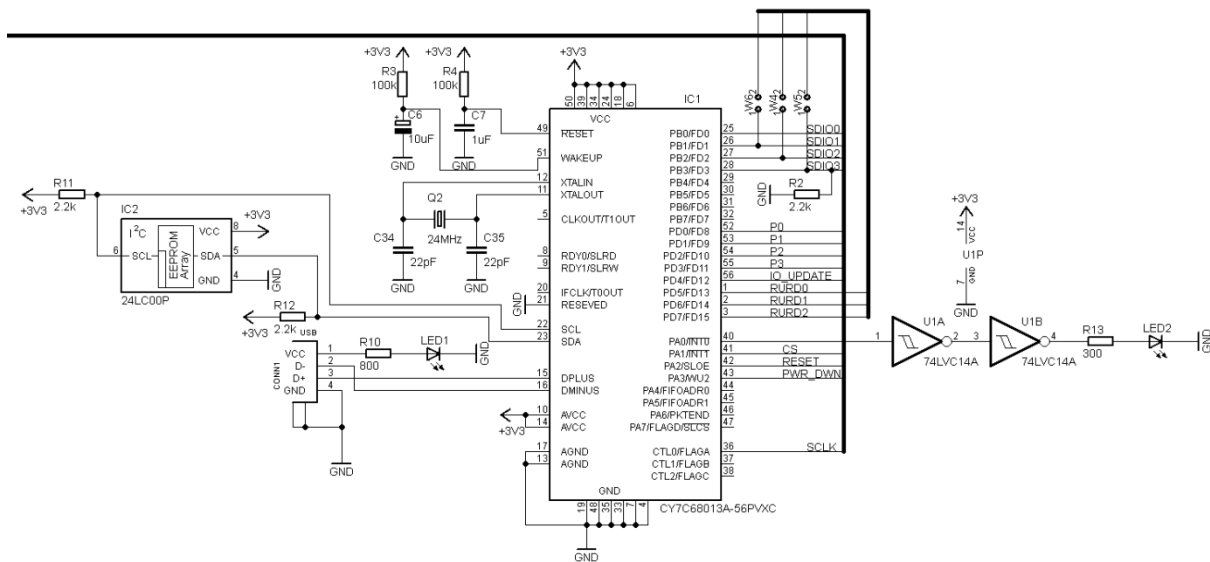 +3V3
+3V3
+3V3
R3
100k
R4
100k
C6
+
10uF
C7
1uF
GND
GND
50
39
34
24
18
6
VCC
IC1
49
RESET
51
WAKEUP
12
XTALIN
11
XTALOUT
5
CLKOUT/T1OUT
8
RDY0/SLRD
9
RDY1/SLRW
20
IFCLK/T0OUT
21
RESEVED
22
SCL
23
SDA
15
DPLUS
16
DMINUS
10
AVCC
14
AVCC
17
AGND
13
AGND
GND
19
48
35
33
7
4
GND
CY7C68013A-56PVXC
PB0/FD0
25
SDIO0
PB1/FD1
26
SDIO1
PB2/FD2
27
SDIO2
PB3/FD3
28
SDIO3
PB4/FD4
29
PB5/FD5
30
PB6/FD6
31
PB7/FD7
32
PD0/FD8
52
P0
PD1/FD9
53
P1
PD2/FD10
54
P2
PD3/FD11
55
P3
PD4/FD12
56
IO_UPDATE
PD5/FD13
1
RURD0
PD6/FD14
2
RURD1
PD7/FD15
3
RURD2
PA0/INT0
40
PA1/INT1
41
CS
PA2/SLOE
42
RESET
PA3/WU2
43
PWR_DWN
PA4/FIFOADR0
44
PA5/FIFOADR1
45
PA6/PKTEND
46
PA7/FLAGD/SLCS
47
CTL0/FLAGA
36
SCLK
CTL1/FLAGB
37
CTL2/FLAGC
38
1W6 2
1W4 2
1W5 2
GND
R2
2.2k
R11
+3V3
2.2k
IC2
I2C
EEPROM
Array
6
SCL
VCC
8
+3V3
SDA
5
GND
4
GND
24LC00P
Q2
24MHz
C34
22pF
C35
22pF
GND
GND
GND
R12
+3V3
2.2k
USB
CONN1
VCC
1
D-
2
D+
3
GND
4
R10
800
LED1
GND
GND
+3V3
+3V3
14
VCC
U1P
7
GND
GND
1
U1A
2
74LVC14A
3
U1B
4
74LVC14A
R13
300
LED2
GND